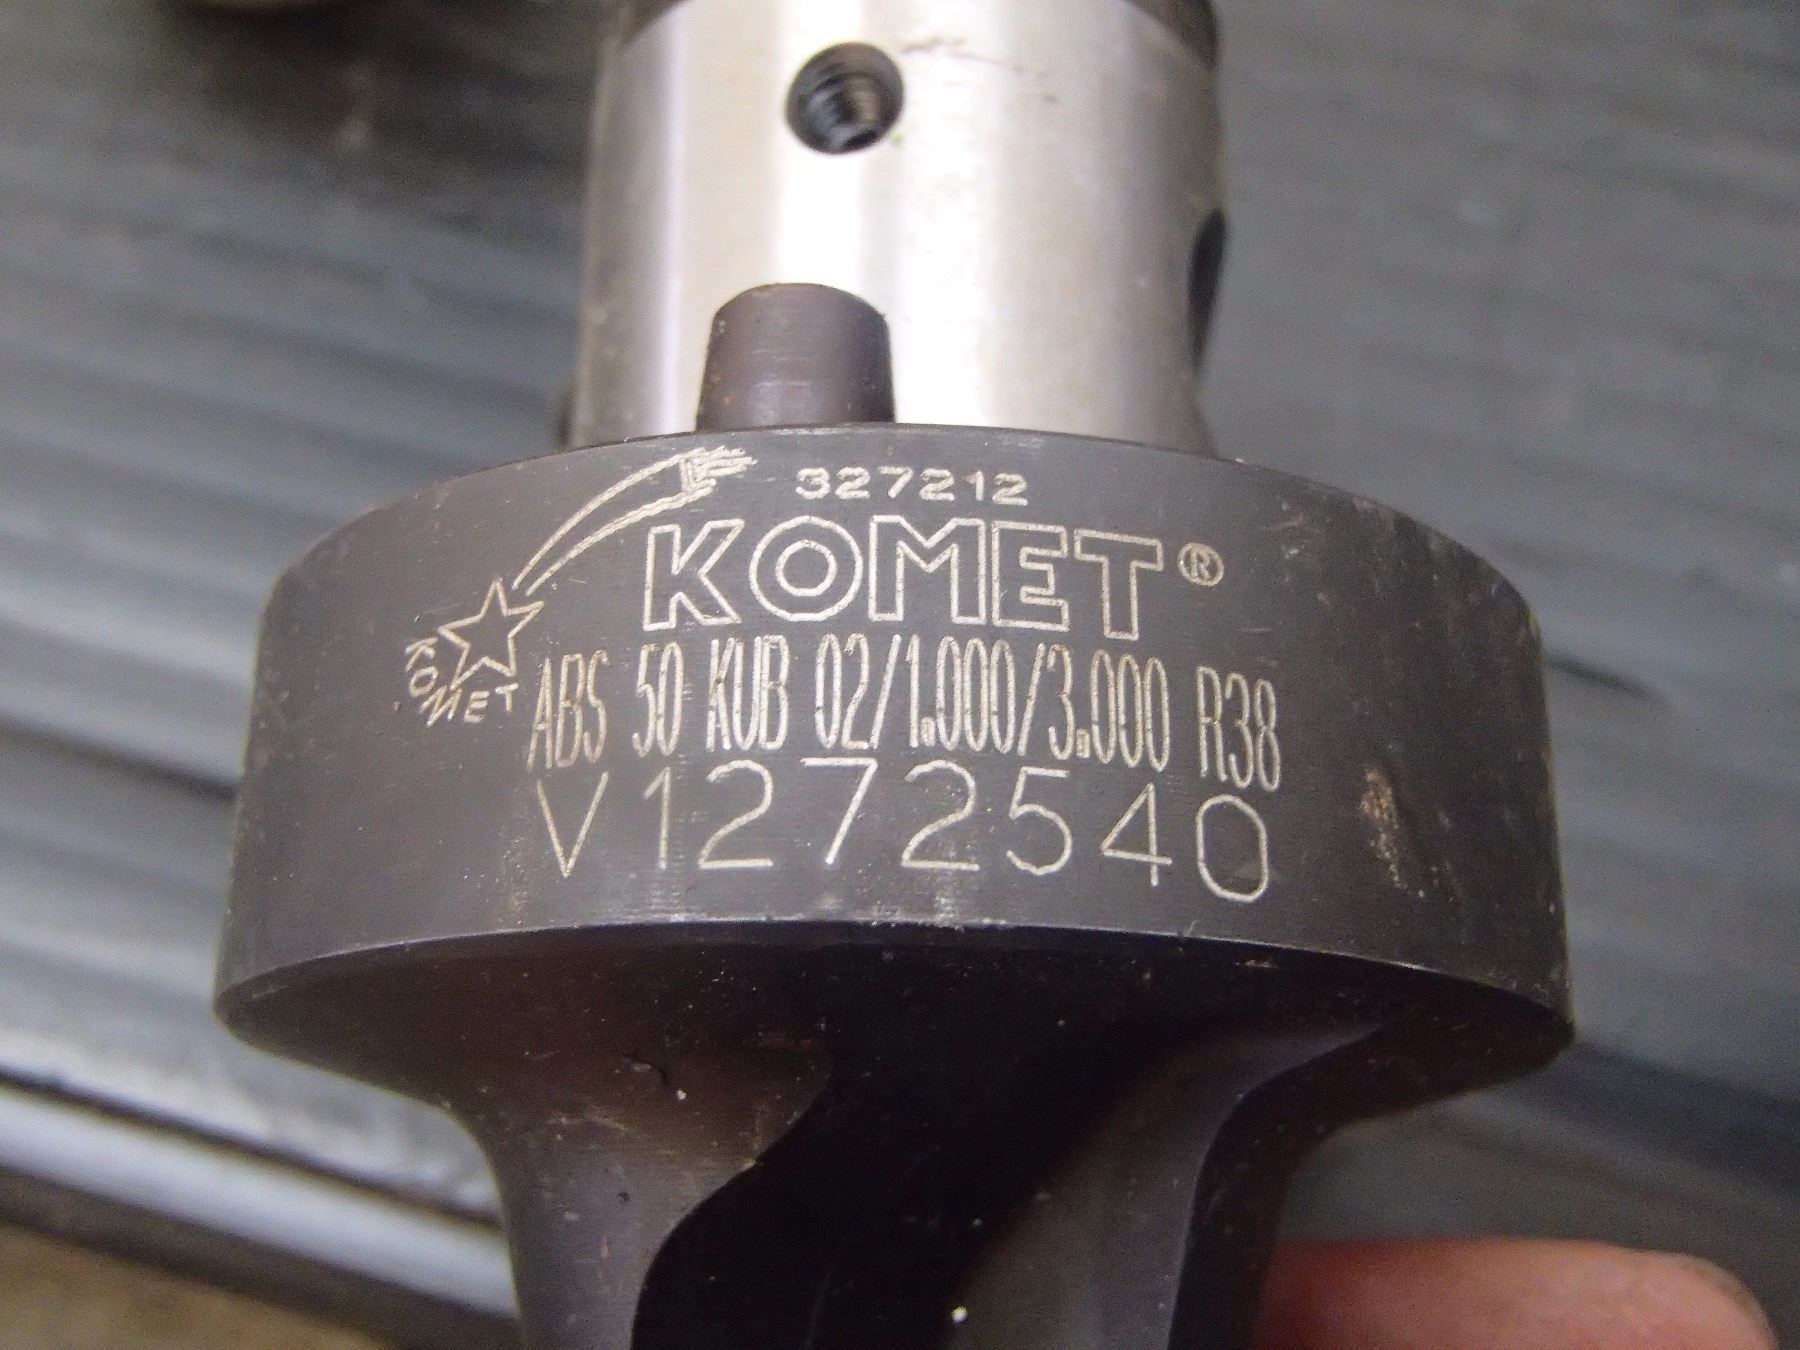 327212
KOMET®
KOMET
ABS 50 KUB 02/1.000/3.000 R38
V1272540